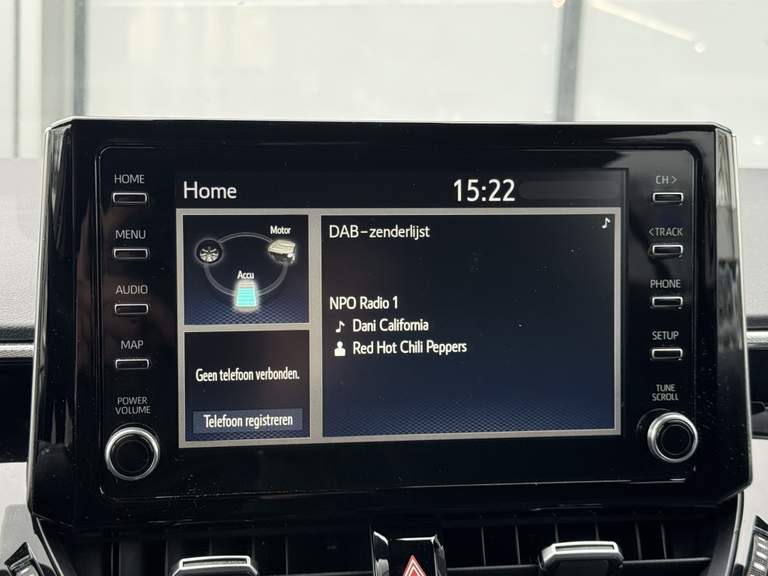 HOME
MENU
AUDIO
MAP
POWER
VOLUME
Home
15:22
Motor
Accu
Geen telefoon verbonden.
Telefoon registreren
DAB-zenderlijst
NPO Radio 1
Dani California
Red Hot Chili Peppers
CH >
< TRACK
PHONE
SETUP
TUNE
SCROLL